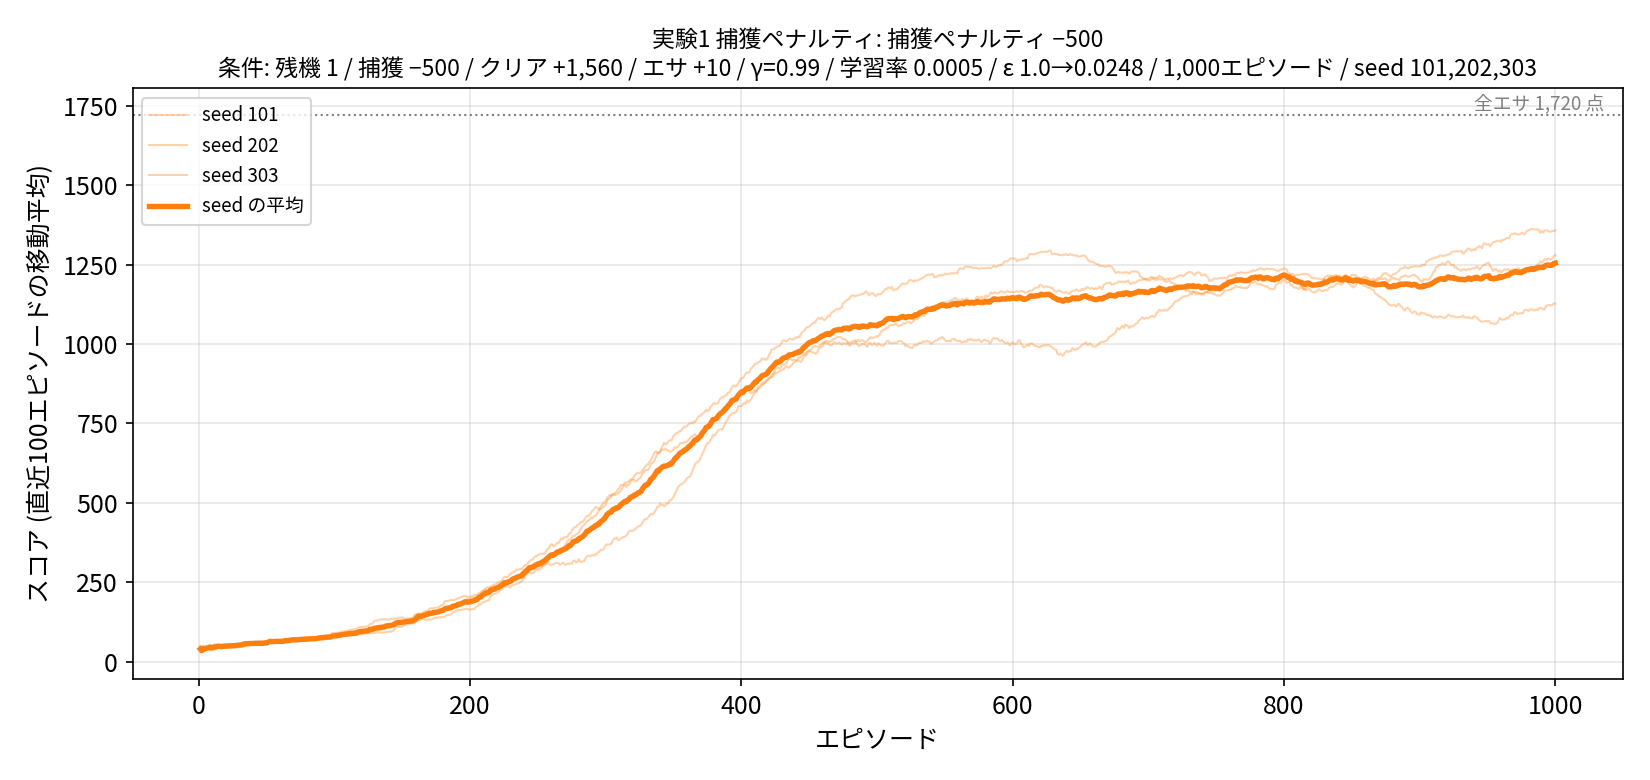 実験1 捕獲ペナルティ: 捕獲ペナルティ −500
条件: 残機 1 / 捕獲 −500 / クリア +1,560 / エサ +10 / γ=0.99 / 学習率 0.0005 / ε 1.0→0.0248 / 1,000エピソード / seed 101,202,303
全エサ 1,720 点
seed 101
seed 202
seed 303
seed の平均
スコア (直近100エピソードの移動平均)
1750
1500
1250
1000
750
500
250
0
0
200
400
600
800
1000
エピソード